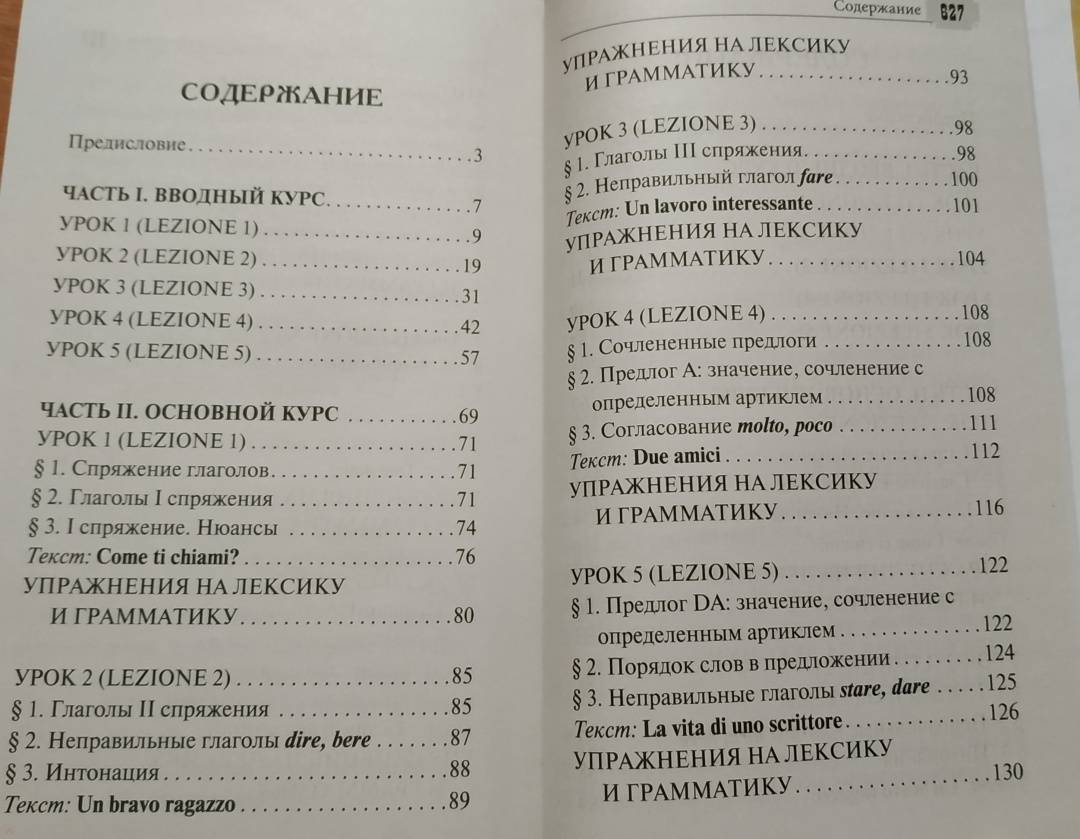 СОДЕРЖАНИЕ
Предисловие.............................3
ЧАСТЬ I. ВВОДНЫЙ КУРС...............7
УРОК 1 (LEZIONE 1).....................9
УРОК 2 (LEZIONE 2).....................19
УРОК 3 (LEZIONE 3).....................31
УРОК 4 (LEZIONE 4).....................42
УРОК 5 (LEZIONE 5).....................57
ЧАСТЬ II. ОСНОВНОЙ КУРС...........69
УРОК 1 (LEZIONE 1).....................71
§ 1. Спряжение глаголов...................71
§ 2. Глаголы I спряжения..................71
§ 3. I спряжение. Нюансы.................74
Текст: Come ti chiami?......................76
УПРАЖНЕНИЯ НА ЛЕКСИКУ
И ГРАММАТИКУ......................80
УРОК 2 (LEZIONE 2)......................85
§ 1. Глаголы II спряжения.................85
§ 2. Неправильные глаголы dire, bere.......87
§ 3. Интонация.............................88
Текст: Un bravo ragazzo.....................89
Содержание 627
УПРАЖНЕНИЯ НА ЛЕКСИКУ
И ГРАММАТИКУ....................93
УРОК 3 (LEZIONE 3)....................98
§ 1. Глаголы III спряжения................98
§ 2. Неправильный глагол fare............100
Текст: Un lavoro interessante..............101
УПРАЖНЕНИЯ НА ЛЕКСИКУ
И ГРАММАТИКУ....................104
УРОК 4 (LEZIONE 4)....................108
§ 1. Сочлененные предлоги..............108
§ 2. Предлог А: значение, сочленение с
определенным артиклем..............108
§ 3. Согласование molto, poco.............111
Текст: Due amici.........................112
УПРАЖНЕНИЯ НА ЛЕКСИКУ
И ГРАММАТИКУ....................116
УРОК 5 (LEZIONE 5)....................122
§ 1. Предлог DA: значение, сочленение с
определенным артиклем..............122
§ 2. Порядок слов в предложении.........124
§ 3. Неправильные глаголы stare, dare.....125
Текст: La vita di uno scrittore..............126
УПРАЖНЕНИЯ НА ЛЕКСИКУ
И ГРАММАТИКУ....................130